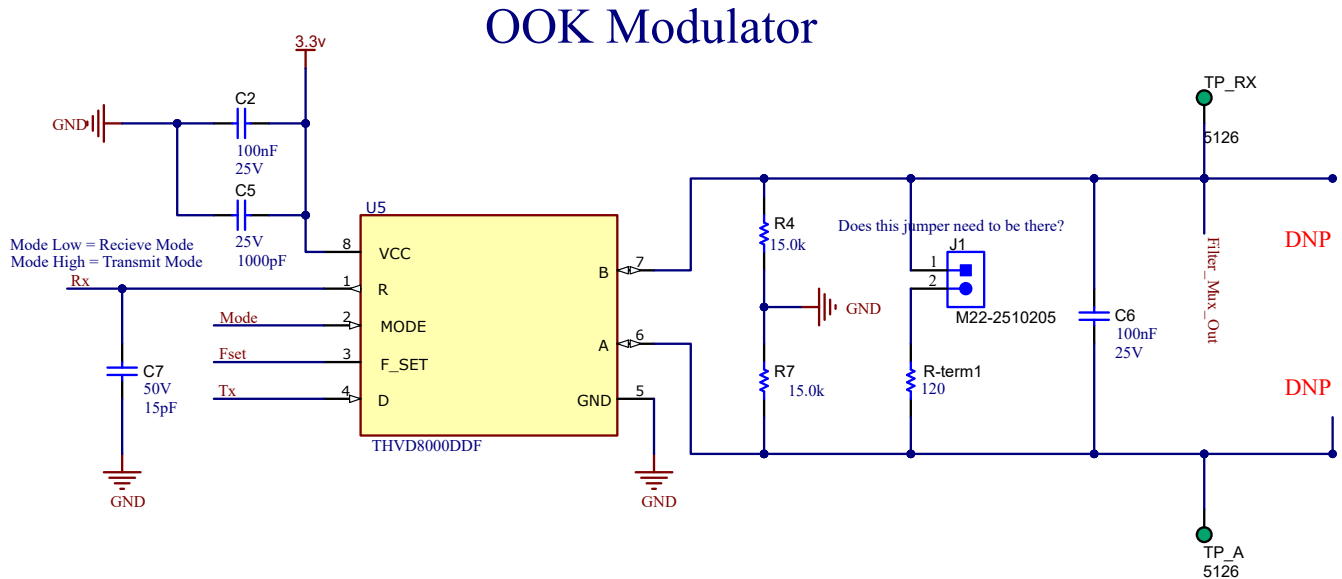 OOK Modulator
3.3v
TP_RX
5126
C2
GND
100nF
25V
C5
25V
1000pF
U5
Mode Low = Recieve Mode
Mode High = Transmit Mode
Rx
Mode
Fset
Tx
8
1
2
3
4
VCC
R
MODE
F_SET
D
B
A
GND
7
6
5
THVD8000DDF
C7
50V
15pF
GND
GND
R4
15.0k
GND
R7
15.0k
Does this jumper need to be there?
J1
1
2
M22-2510205
R-term1
120
C6
100nF
25V
Filter_Mux_Out
DNP
DNP
TP_A
5126